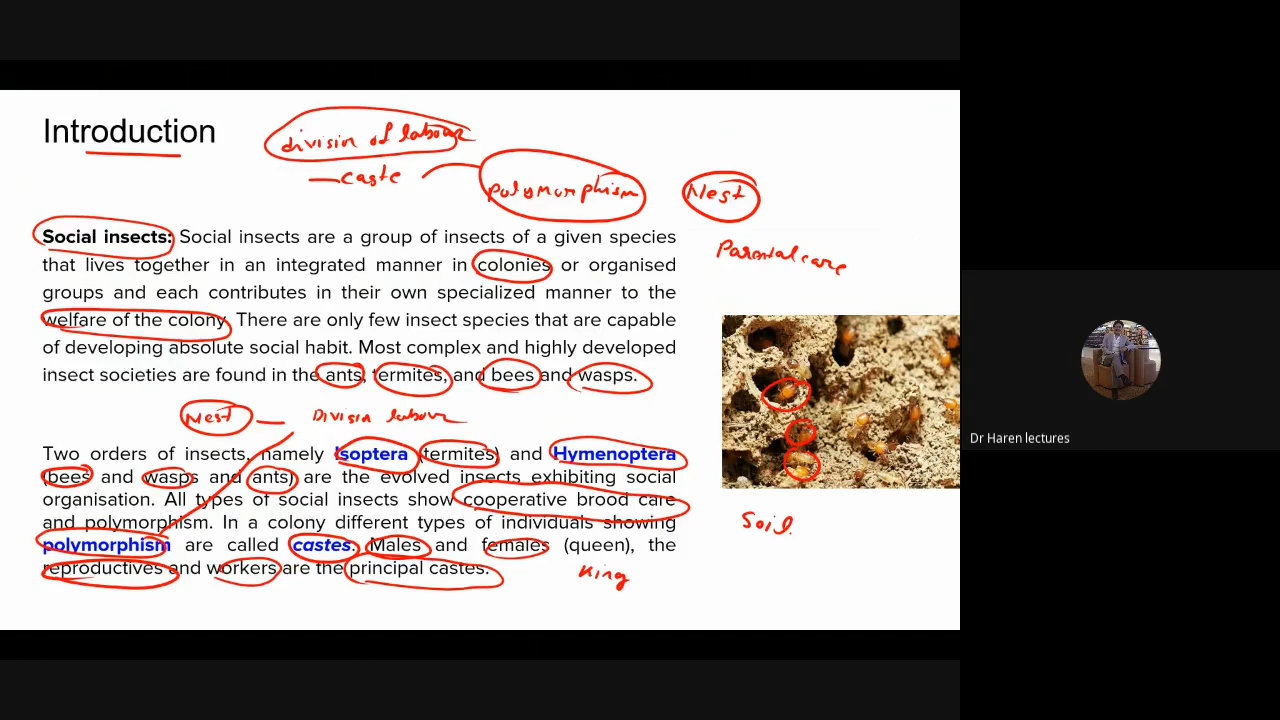 Introduction
division of labour
caste
polymorphism
Nest
Social insects: Social insects are a group of insects of a given species
that lives together in an integrated manner in colonies or organised
groups and each contributes in their own specialized manner to the
welfare of the colony. There are only few insect species that are capable
of developing absolute social habit. Most complex and highly developed
insect societies are found in the ants, termites, and bees and wasps.
Parental care
Nest — Division labour
Two orders of insects, namely Isoptera (termites) and Hymenoptera
(bees and wasps and ants) are the evolved insects exhibiting social
organisation. All types of social insects show cooperative brood care
and polymorphism. In a colony different types of individuals showing
polymorphism are called castes. Males and females (queen), the
reproductives and workers are the principal castes.
King
Soil
Dr Haren lectures